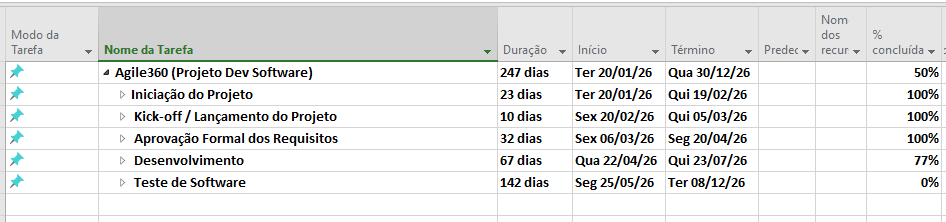 Modo da Tarefa Nome da Tarefa Duração Início Término Predec Nom dos recur % concluída
Agile360 (Projeto Dev Software) 247 dias Ter 20/01/26 Qua 30/12/26 50%
Iniciação do Projeto 23 dias Ter 20/01/26 Qui 19/02/26 100%
Kick-off / Lançamento do Projeto 10 dias Sex 20/02/26 Qui 05/03/26 100%
Aprovação Formal dos Requisitos 32 dias Sex 06/03/26 Seg 20/04/26 100%
Desenvolvimento 67 dias Qua 22/04/26 Qui 23/07/26 77%
Teste de Software 142 dias Seg 25/05/26 Ter 08/12/26 0%